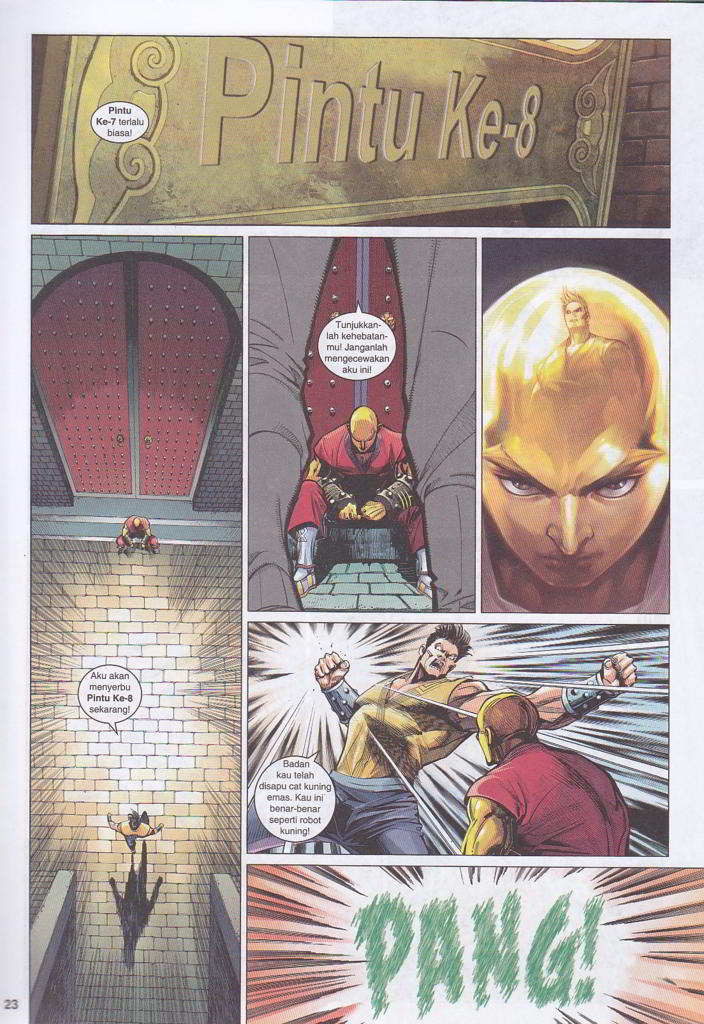 Pintu Ke-8
Pintu
Ke-7 terlalu
biasa!
Aku akan
menyerbu
Pintu Ke-8
sekarang!
Tunjukkan-
lah kehebatan-
mu! Janganlah
mengecewakan
aku ini!
Badan
kau telah
disapu cat kuning
emas. Kau ini
benar-benar
seperti robot
kuning!
PANG!
23